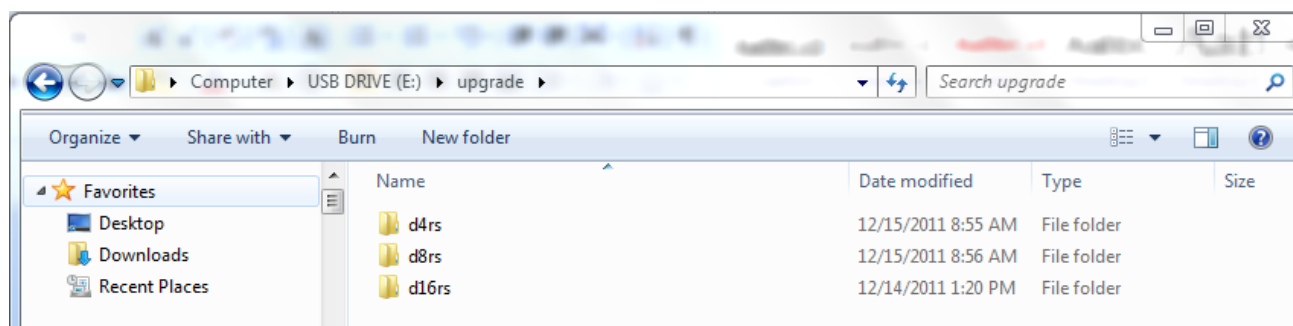 Computer USB DRIVE (E:) upgrade Search upgrade
Organize Share with Burn New folder
Favorites Name Date modified Type Size
Desktop d4rs 12/15/2011 8:55 AM File folder
Downloads d8rs 12/15/2011 8:56 AM File folder
Recent Places d16rs 12/14/2011 1:20 PM File folder